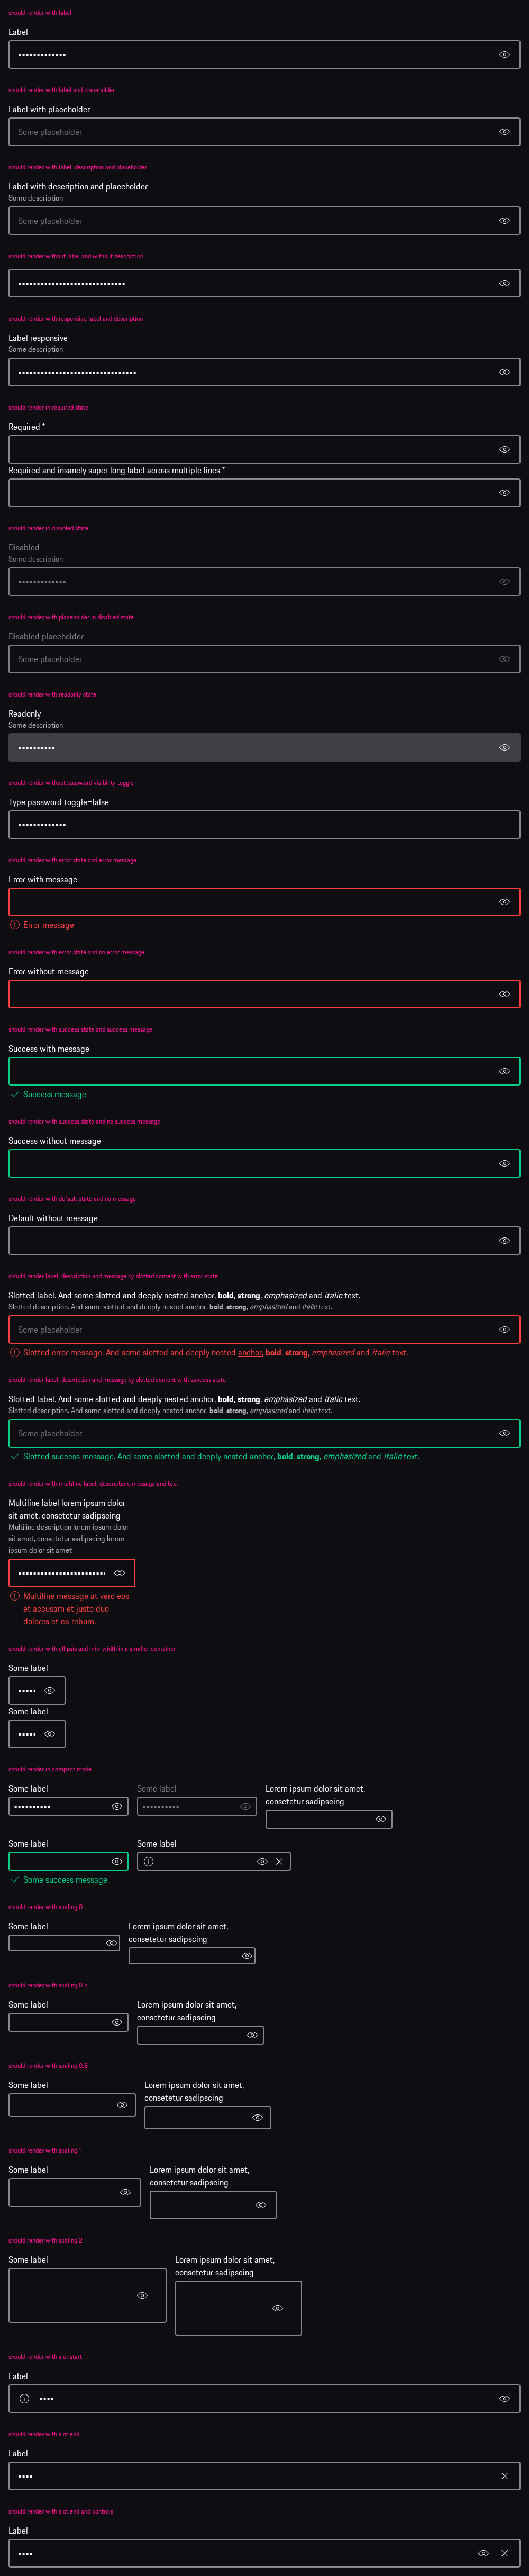 should render with label
Label
•••••••••••••
should render with label and placeholder
Label with placeholder
Some placeholder
should render with label, description and placeholder
Label with description and placeholder
Some description
Some placeholder
should render without label and without description
•••••••••••••••••••••••••••••
should render with responsive label and description
Label responsive
Some description
••••••••••••••••••••••••••••••••
should render in required state
Required *
Required and insanely super long label across multiple lines *
should render in disabled state
Disabled
Some description
•••••••••••••
should render with placeholder in disabled state
Disabled placeholder
Some placeholder
should render with readonly state
Readonly
Some description
••••••••••
should render without password visibility toggle
Type password toggle=false
•••••••••••••
should render with error state and error message
Error with message
Error message
should render with error state and no error message
Error without message
should render with success state and success message
Success with message
Success message
should render with success state and no success message
Success without message
should render with default state and no message
Default without message
should render label, description and message by slotted content with error state
Slotted label. And some slotted and deeply nested anchor, bold, strong, emphasized and italic text.
Slotted description. And some slotted and deeply nested anchor, bold, strong, emphasized and italic text.
Some placeholder
Slotted error message. And some slotted and deeply nested anchor, bold, strong, emphasized and italic text.
should render label, description and message by slotted content with success state
Slotted label. And some slotted and deeply nested anchor, bold, strong, emphasized and italic text.
Slotted description. And some slotted and deeply nested anchor, bold, strong, emphasized and italic text.
Some placeholder
Slotted success message. And some slotted and deeply nested anchor, bold, strong, emphasized and italic text.
should render with multiline label, description, message and text
Multiline label lorem ipsum dolor
sit amet, consetetur sadipscing
Multiline description lorem ipsum dolor
sit amet, consetetur sadipscing lorem
ipsum dolor sit amet
••••••••••••••••••••••••
Multiline message at vero eos
et accusam et justo duo
dolores et ea rebum.
should render with ellipsis and min-width in a smaller container
Some label
•••••
Some label
•••••
should render in compact mode
Some label
••••••••••
Some label
••••••••••
Lorem ipsum dolor sit amet,
consetetur sadipscing
Some label
Some success message.
Some label
should render with scaling 0
Some label
Lorem ipsum dolor sit amet,
consetetur sadipscing
should render with scaling 0.5
Some label
Lorem ipsum dolor sit amet,
consetetur sadipscing
should render with scaling 0.8
Some label
Lorem ipsum dolor sit amet,
consetetur sadipscing
should render with scaling 1
Some label
Lorem ipsum dolor sit amet,
consetetur sadipscing
should render with scaling 2
Some label
Lorem ipsum dolor sit amet,
consetetur sadipscing
should render with slot start
Label
••••
should render with slot end
Label
••••
should render with slot end and controls
Label
••••